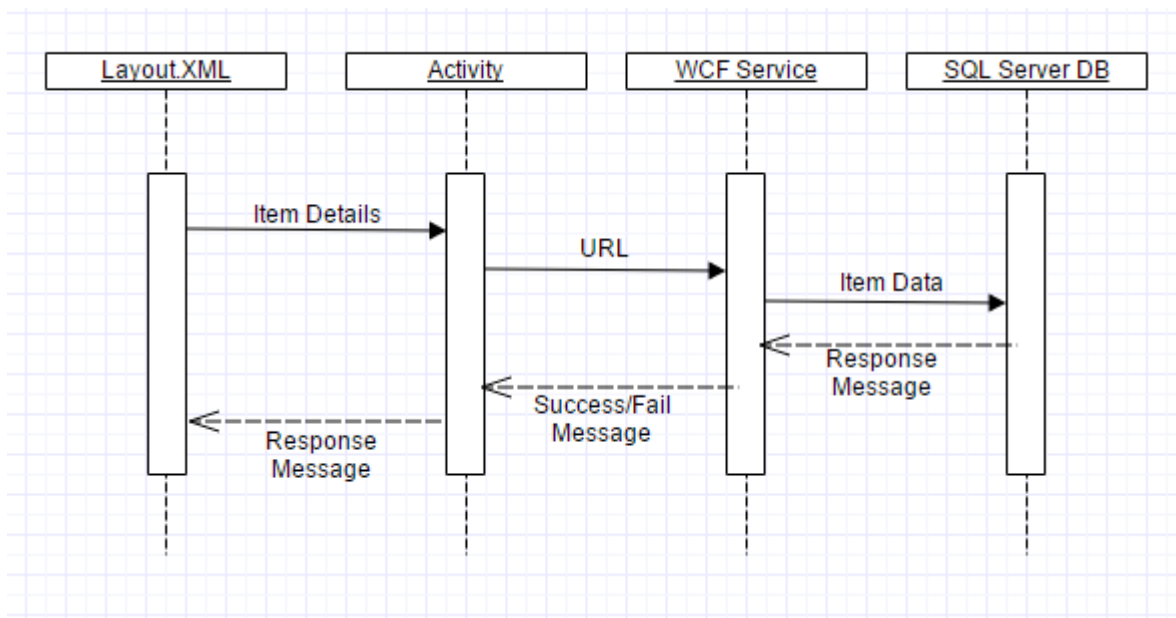 Layout.XML
Activity
WCF Service
SQL Server DB
Item Details
URL
Item Data
Response
Message
Success/Fail
Message
Response
Message